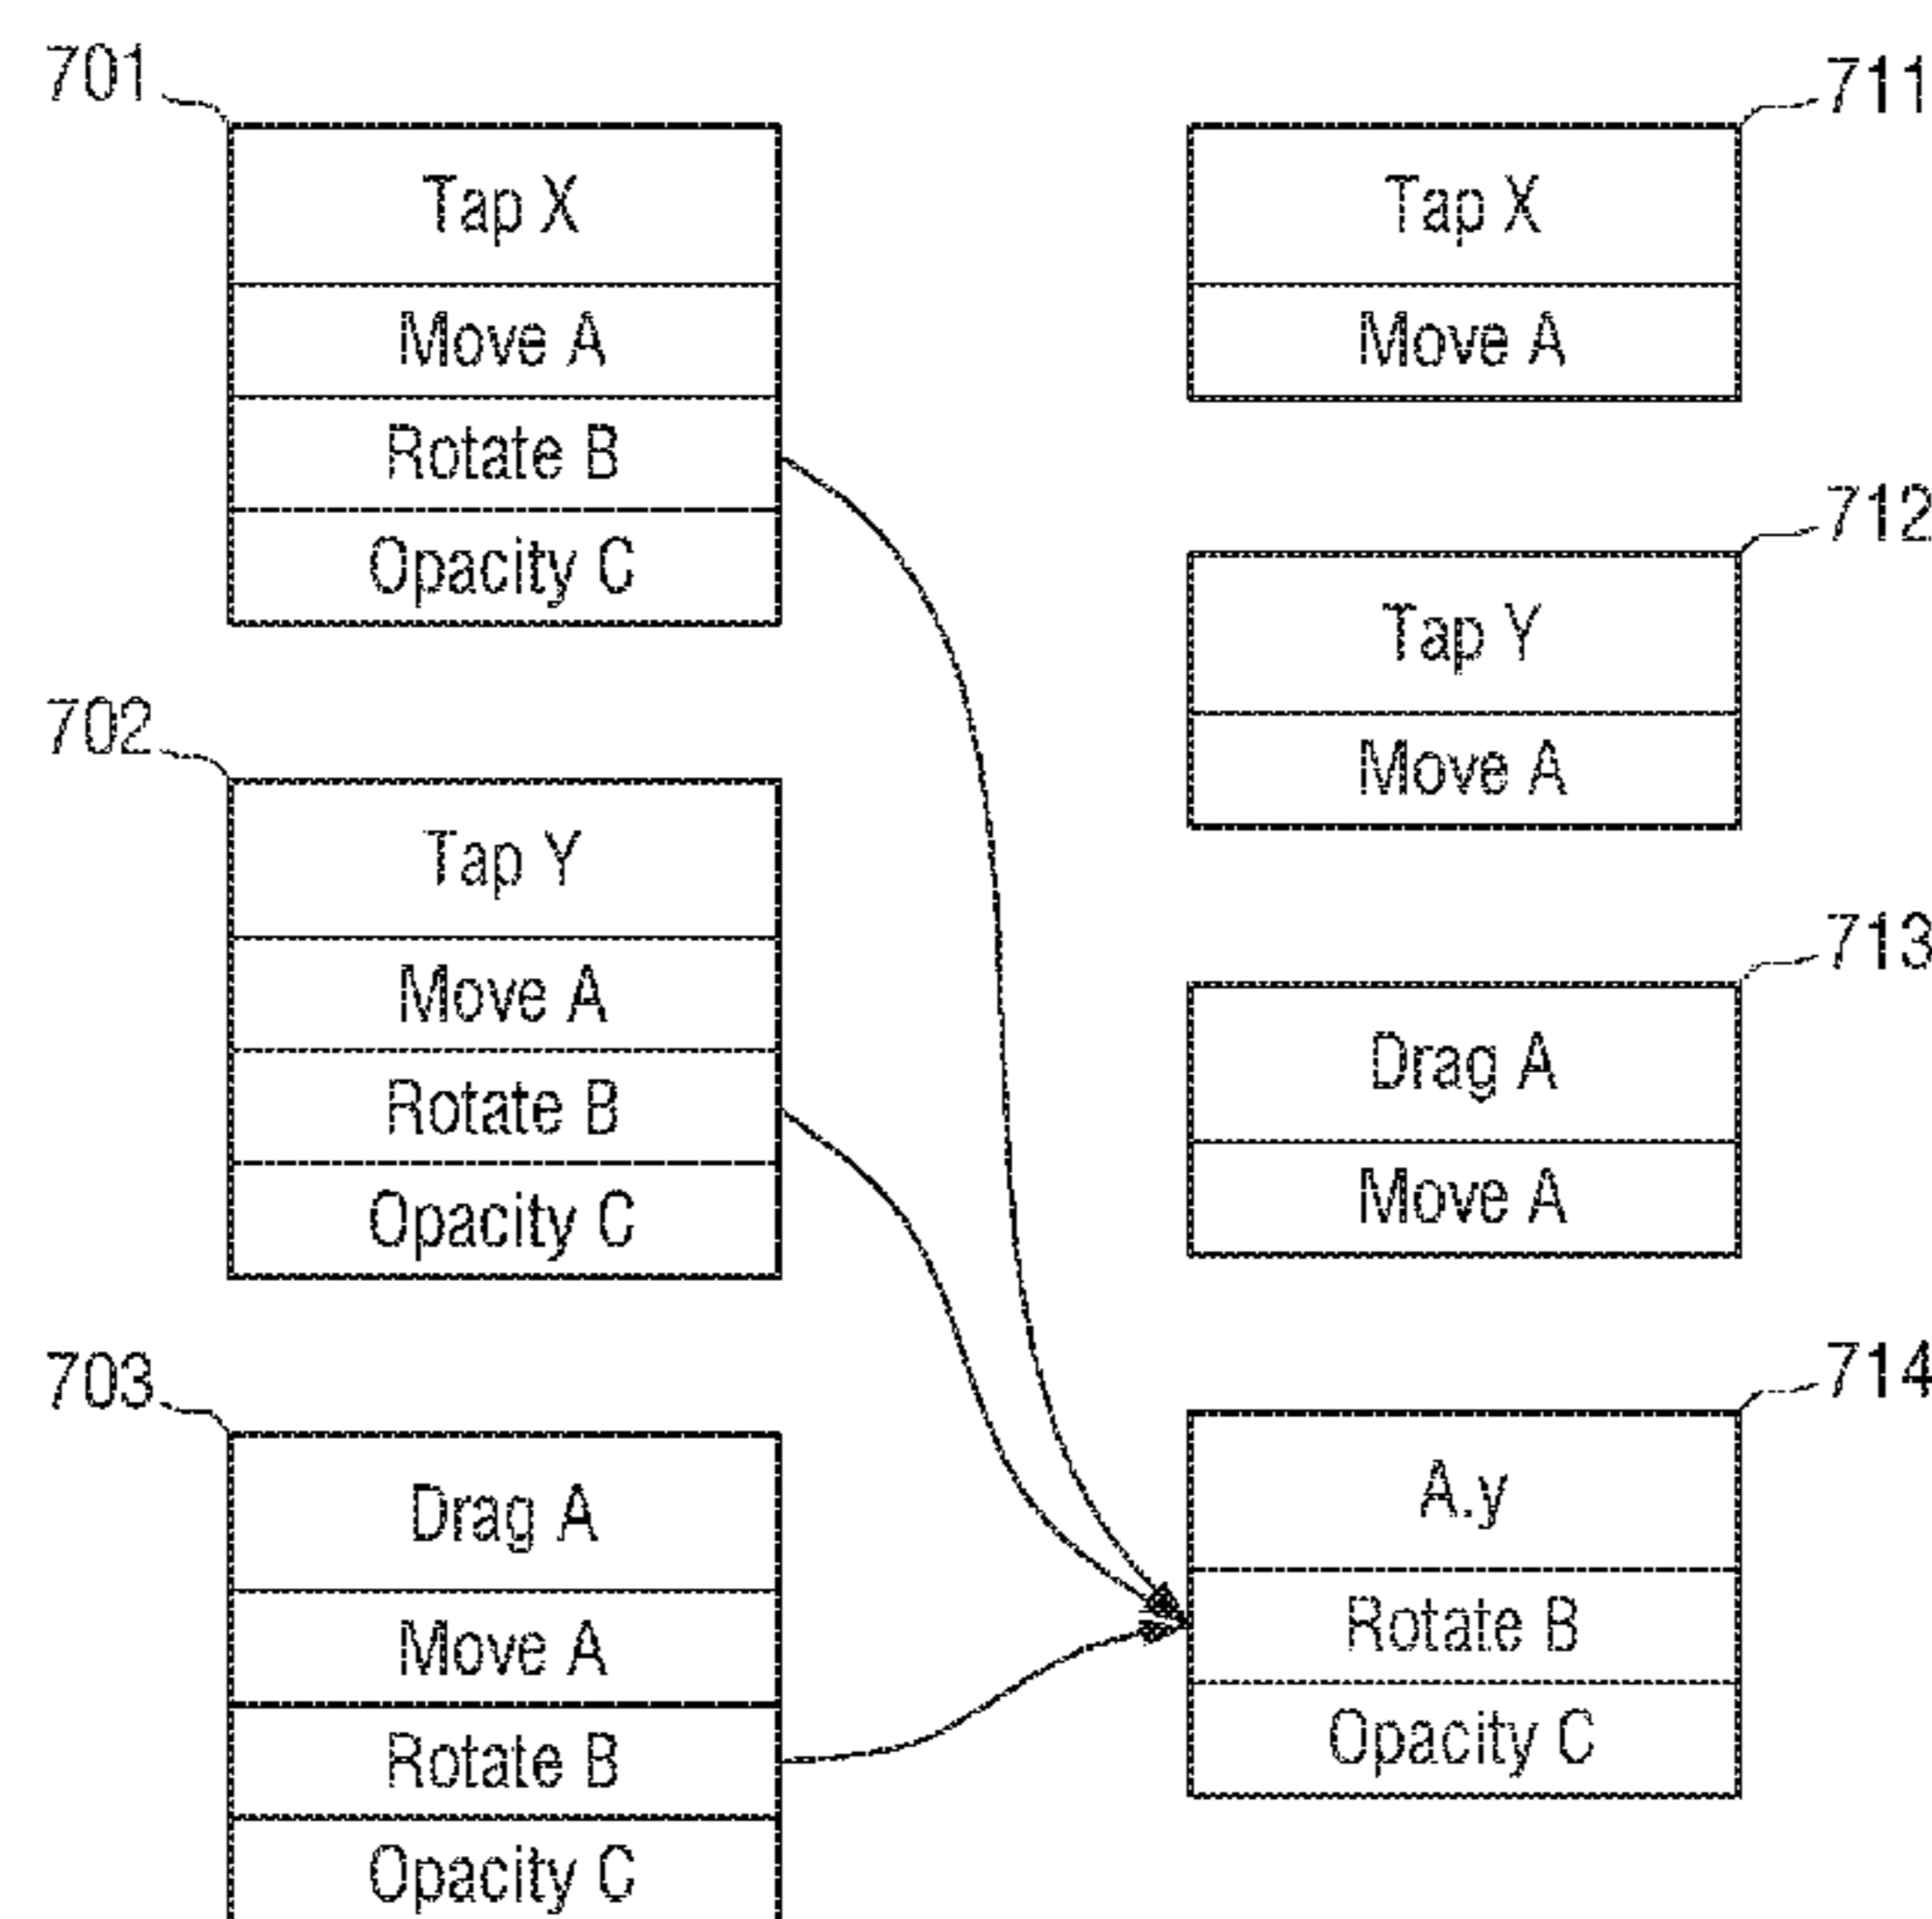 701
Tap X
Move A
Rotate B
Opacity C
702
Tap Y
Move A
Rotate B
Opacity C
703
Drag A
Move A
Rotate B
Opacity C
711
Tap X
Move A
712
Tap Y
Move A
713
Drag A
Move A
714
A.y
Rotate B
Opacity C